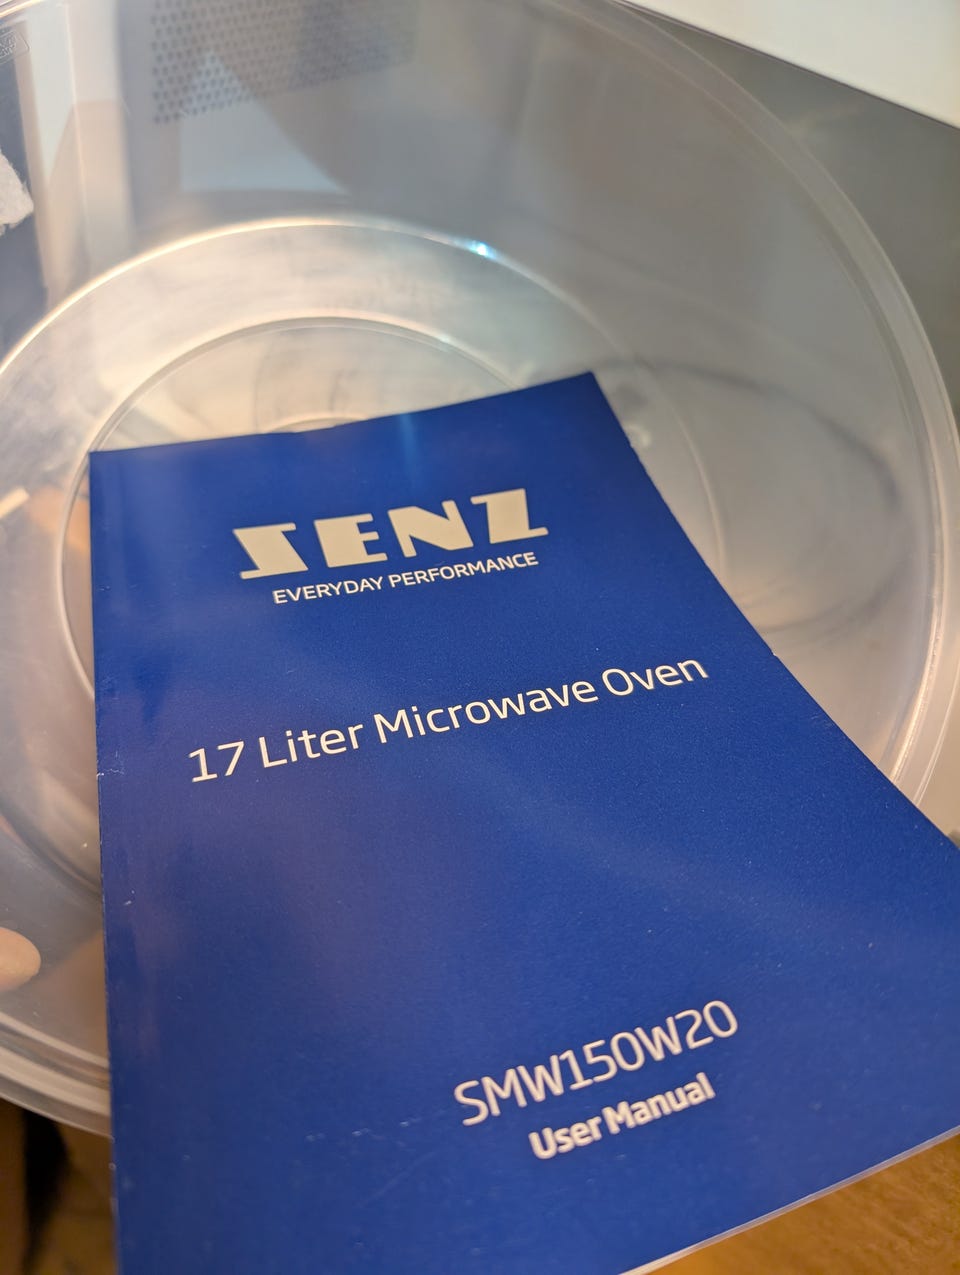 SENZ
EVERYDAY PERFORMANCE
17 Liter Microwave Oven
SMW150W20
User Manual